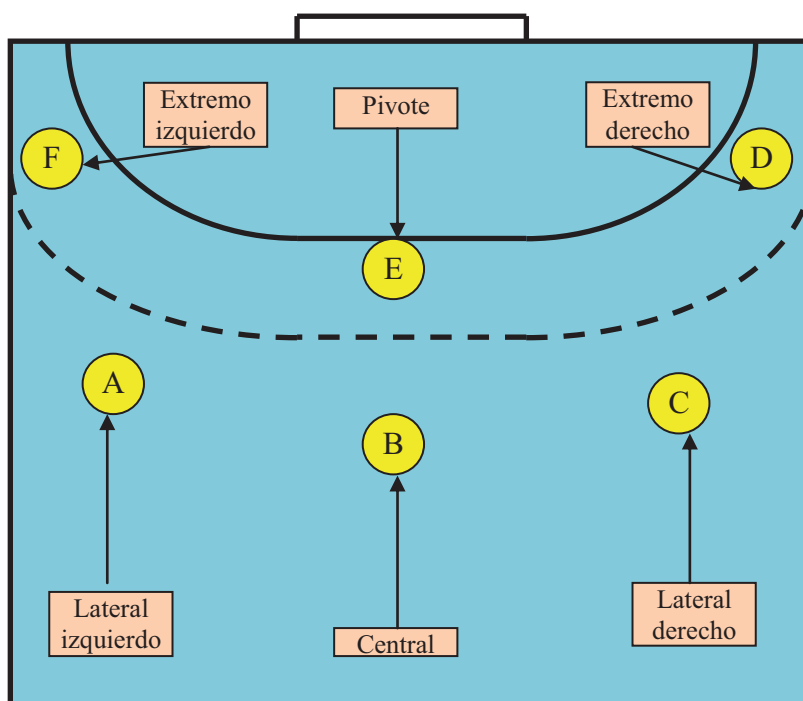 Extremo
izquierdo
Pivote
Extremo
derecho
F
D
E
A
C
B
Lateral
izquierdo
Central
Lateral
derecho